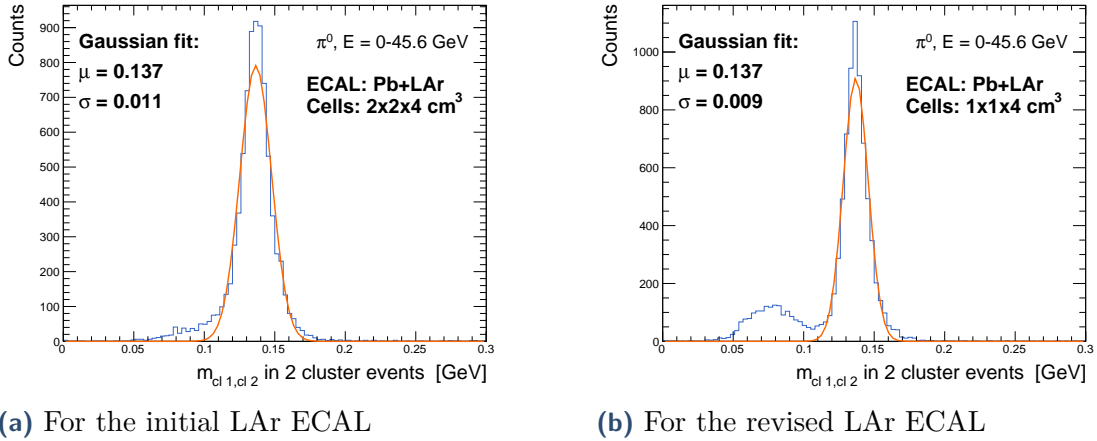 Counts
900
800
700
600
500
400
300
200
100
0
0 0.05 0.1 0.15 0.2 0.25 0.3
Gaussian fit:
μ = 0.137
σ = 0.011
π⁰, E = 0-45.6 GeV
ECAL: Pb+LAr
Cells: 2x2x4 cm³
m cl 1,cl 2 in 2 cluster events [GeV]
(a) For the initial LAr ECAL
Counts
1000
800
600
400
200
0
0 0.05 0.1 0.15 0.2 0.25 0.3
Gaussian fit:
μ = 0.137
σ = 0.009
π⁰, E = 0-45.6 GeV
ECAL: Pb+LAr
Cells: 1x1x4 cm³
m cl 1,cl 2 in 2 cluster events [GeV]
(b) For the revised LAr ECAL